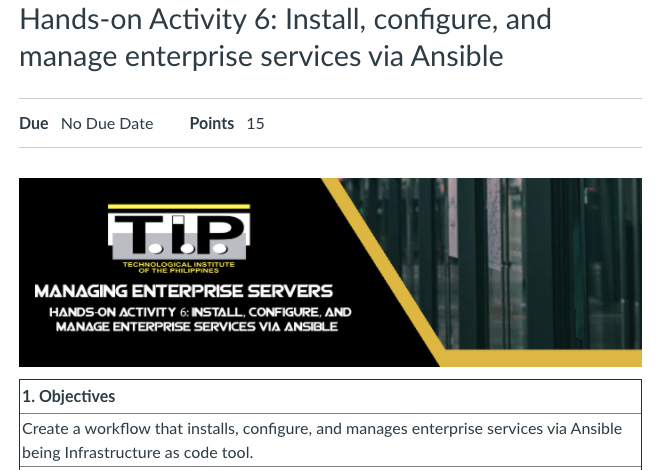 Hands-on Activity 6: Install, configure, and
manage enterprise services via Ansible
Due No Due Date Points 15
T.I.P.
TECHNOLOGICAL INSTITUTE
OF THE PHILIPPINES
MANAGING ENTERPRISE SERVERS
HANDS-ON ACTIVITY 6: INSTALL, CONFIGURE, AND
MANAGE ENTERPRISE SERVICES VIA ANSIBLE
1. Objectives
Create a workflow that installs, configure, and manages enterprise services via Ansible
being Infrastructure as code tool.